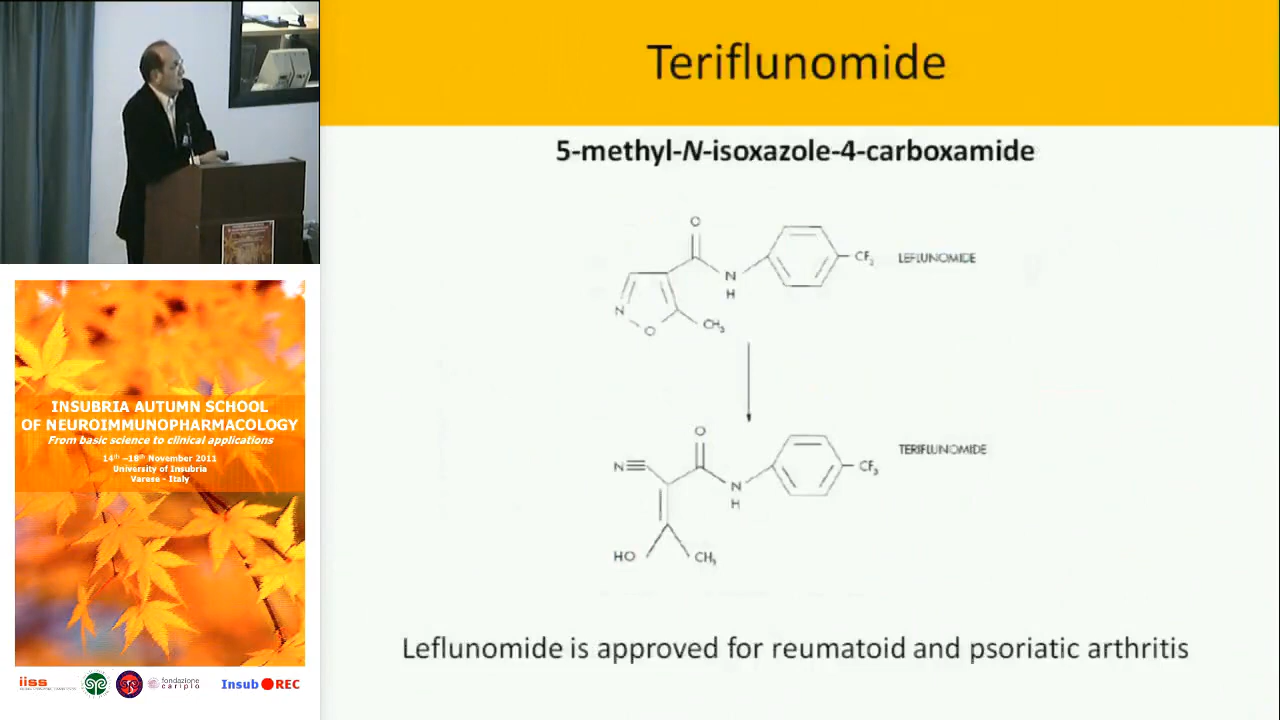 Teriflunomide
5-methyl-N-isoxazole-4-carboxamide
O
N
H
CF3
LEFLUNOMIDE
N
O
CH3
O
N
N
H
CF3
TERIFLUNOMIDE
HO
CH3
Leflunomide is approved for reumatoid and psoriatic arthritis
INSUBRIA AUTUMN SCHOOL
OF NEUROIMMUNOPHARMACOLOGY
From basic science to clinical applications
14th –18th November 2011
University of Insubria
Varese - Italy
iiss
fondazione
cariplo
Insub REC